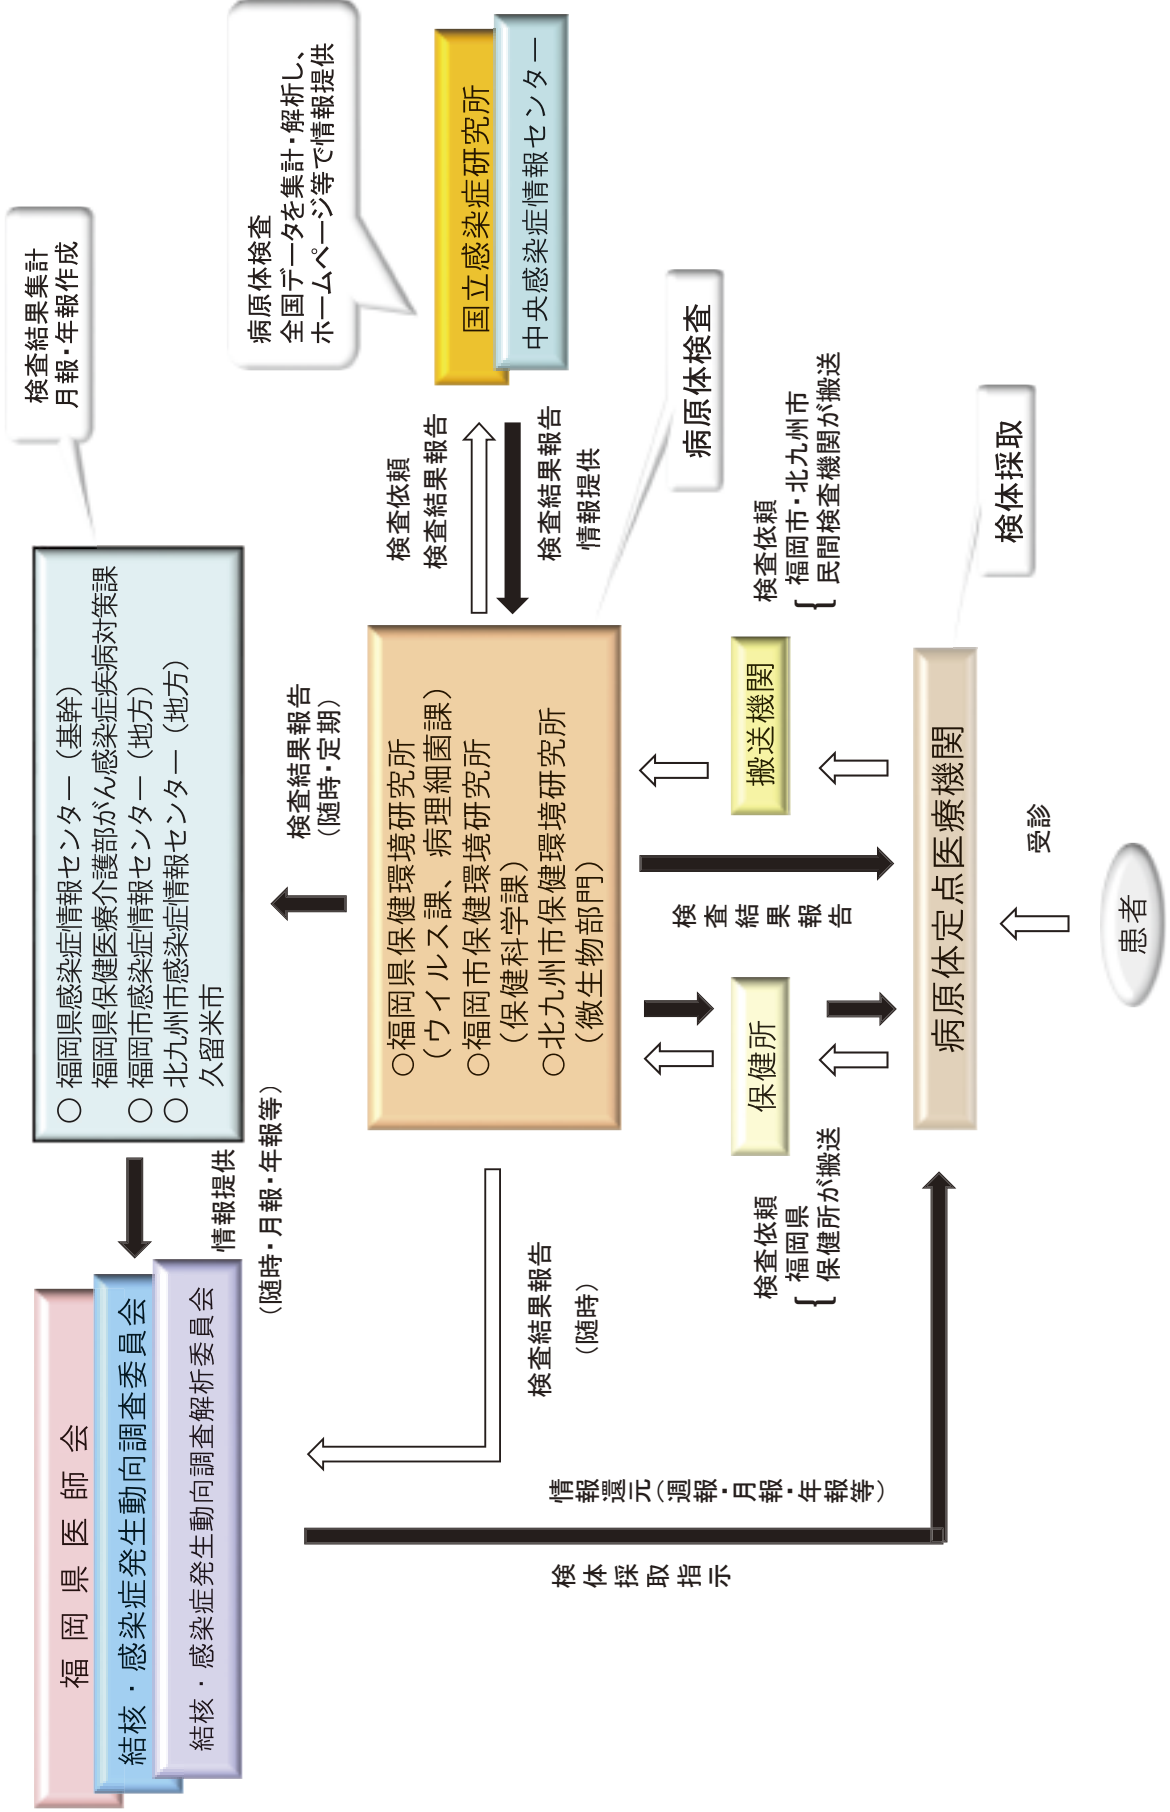 福岡県医師会
結核・感染症発生動向調査委員会
結核・感染症発生動向調査解析委員会
情報提供
(随時・月報・年報等)
検査結果集計
月報・年報作成
○ 福岡県感染症情報センター(基幹)
福岡県保健医療介護部がん感染症疾病対策課
○ 福岡市感染症情報センター(地方)
○ 北九州市感染症情報センター(地方)
久留米市
病原体検査
全国データを集計・解析し、
ホームページ等で情報提供
検査結果報告
(随時・定期)
国立感染症研究所
中央感染症情報センター
検査依頼
検査結果報告
検査結果報告
情報提供
○福岡県保健環境研究所
(ウイルス課、病理細菌課)
○福岡市保健環境研究所
(保健科学課)
○北九州市保健環境研究所
(微生物部門)
病原体検査
検査結果報告
(随時)
検査依頼
{福岡県
保健所が搬送
保健所
検査結果報告
搬送機関
検査依頼
{福岡市・北九州市
民間検査機関が搬送
情報還元(週報・月報・年報等)
検体採取指示
病原体定点医療機関
検体採取
受診
患者